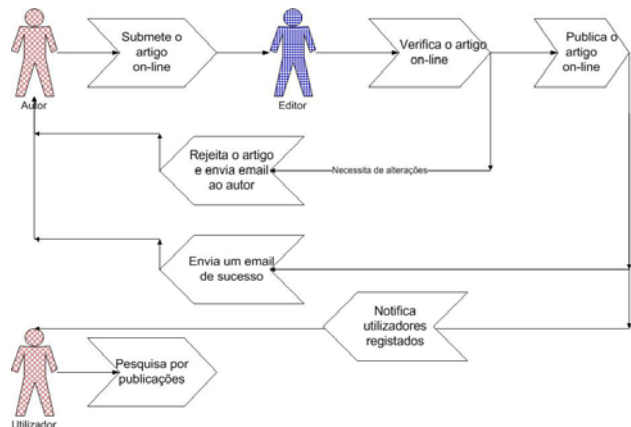 Submete o
artigo
on-line
Verifica o artigo
on-line
Publica o
artigo
on-line
Autor
Editor
Rejeita o artigo
e envia email
ao autor
Necessita de alterações
Envia um email
de sucesso
Notifica
utilizadores
registados
Pesquisa por
publicações
Utilizador